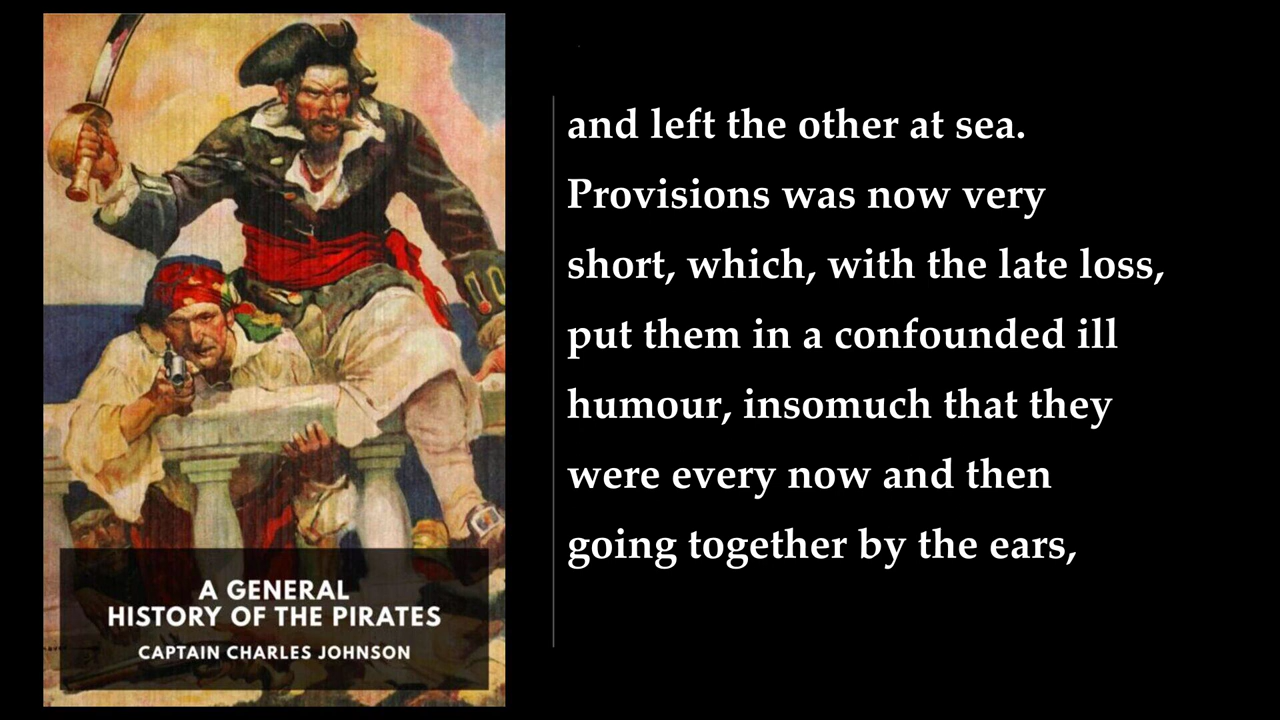 A GENERAL
HISTORY OF THE PIRATES
CAPTAIN CHARLES JOHNSON
and left the other at sea.
Provisions was now very
short, which, with the late loss,
put them in a confounded ill
humour, insomuch that they
were every now and then
going together by the ears,